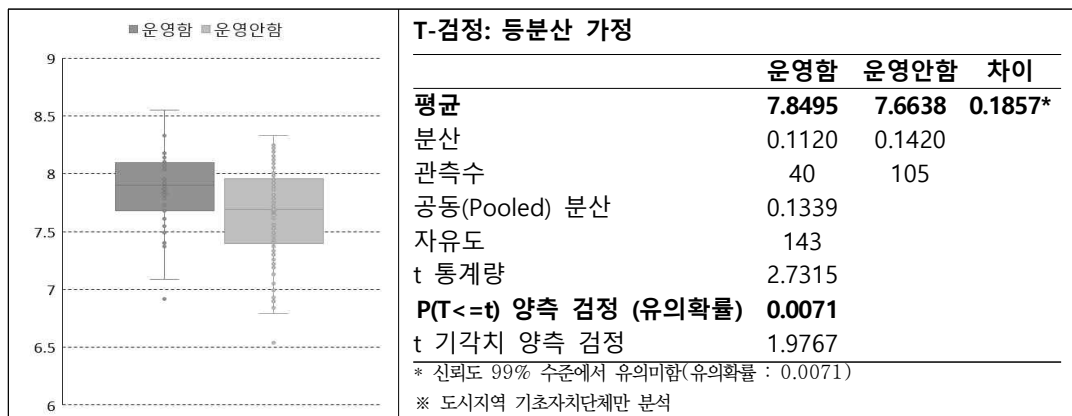 ■운영함 ■운영안함
9
8.5
8
7.5
7
6.5
6
T-검정: 등분산 가정
운영함 운영안함 차이
평균 7.8495 7.6638 0.1857*
분산 0.1120 0.1420
관측수 40 105
공동(Pooled) 분산 0.1339
자유도 143
t 통계량 2.7315
P(T<=t) 양측 검정 (유의확률) 0.0071
t 기각치 양측 검정 1.9767
* 신뢰도 99% 수준에서 유의미함(유의확률 : 0.0071)
※ 도시지역 기초자치단체만 분석